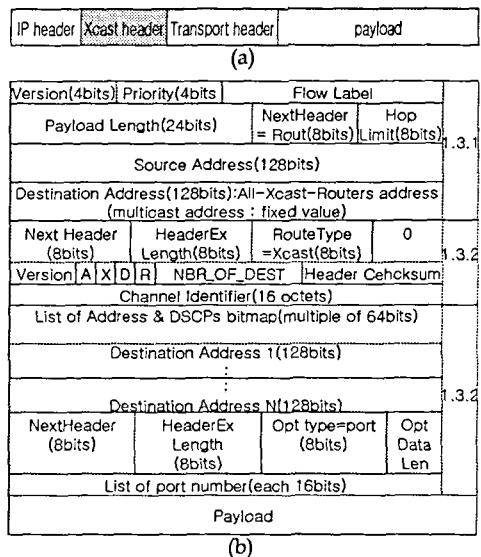 IP header Xcast header Transport header payload
(a)
Version(4bits) Priority(4bits Flow Label
Payload Length(24bits) NextHeader Hop
= Rout(8bits) Limit(8bits)
1.3.1
Source Address(128bits)
Destination Address(128bits):All-Xcast-Routers address
(multicast address : fixed value)
Next Header HeaderEx RouteType 0
(8bits) Length(8bits) =Xcast(8bits)
1.3.2
Version A X D R NBR_OF_DEST Header Cehcksum
Channel Identifier(16 octets)
List of Address & DSCPs bitmap(multiple of 64bits)
Destination Address 1(128bits)
:
:
Destination Address N(128bits)
1.3.2
NextHeader HeaderEx Opt type=port Opt
(8bits) Length (8bits) Data
(8bits) Len
List of port number(each 16bits)
Payload
(b)